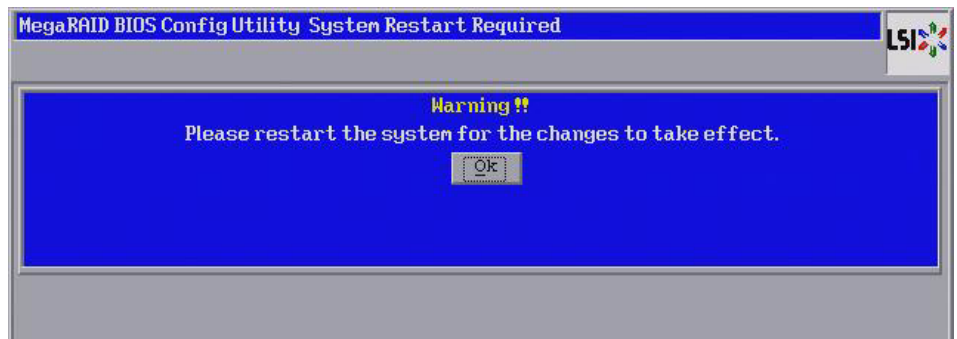 MegaRAID BIOS Config Utility System Restart Required
LSI
Warning !!
Please restart the system for the changes to take effect.
Ok